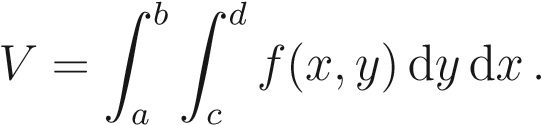 V = ∫_a^b ∫_c^d f(x, y) dy dx .